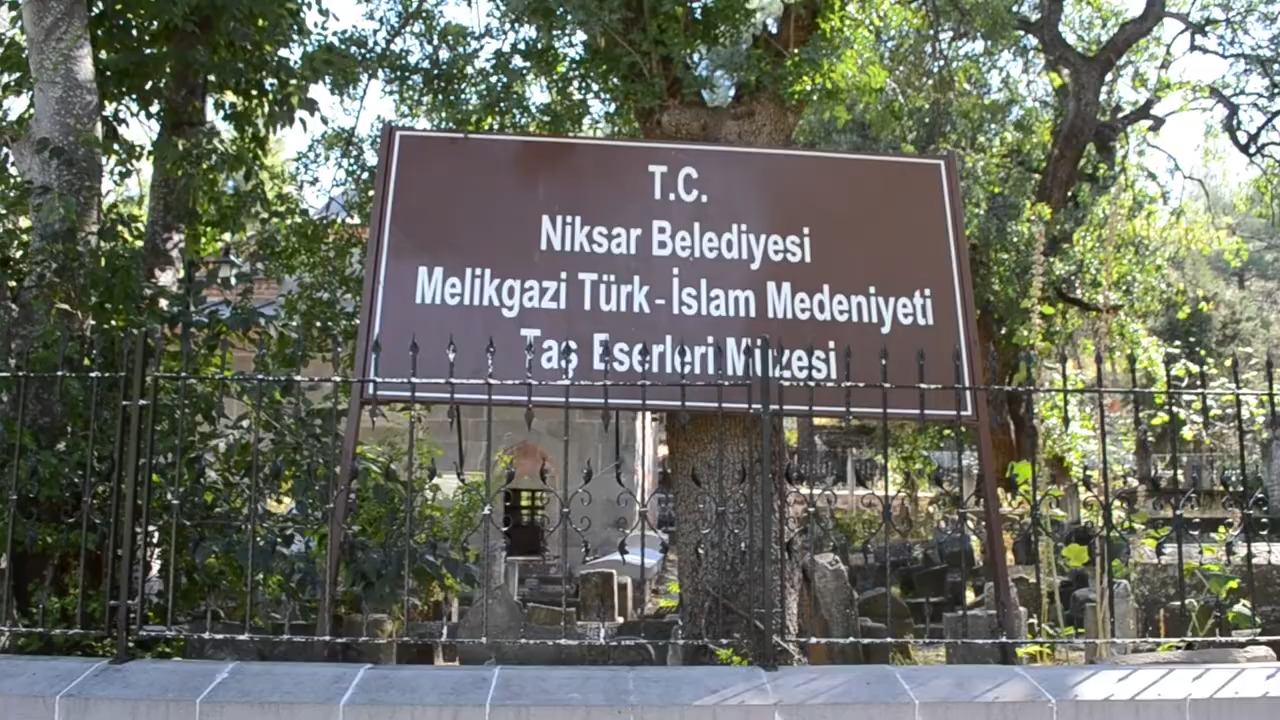 T.C.
Niksar Belediyesi
Melikgazi Türk-İslam Medeniyeti
Taş Eserleri Müzesi